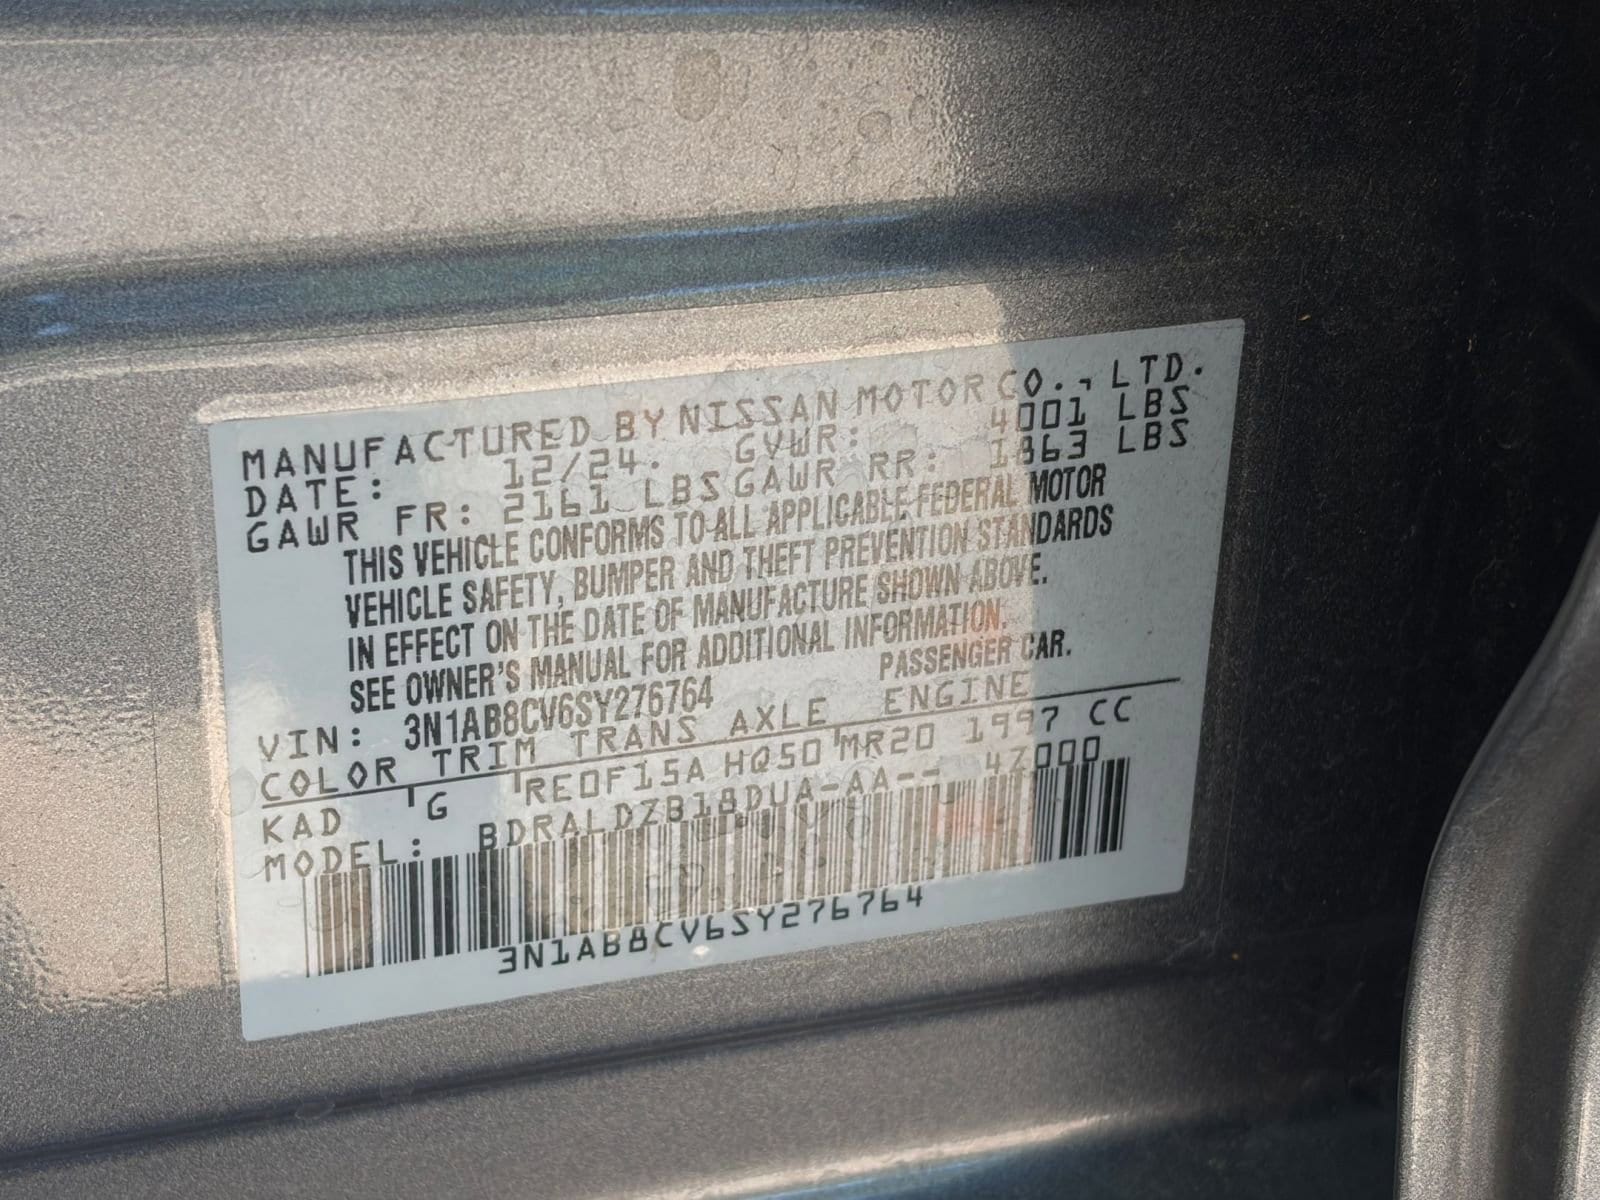 MANUFACTURED BY NISSAN MOTOR CO., LTD.
DATE: 12/24. GVWR: 4001 LBS
GAWR FR: 2161 LBS GAWR RR: 1863 LBS
THIS VEHICLE CONFORMS TO ALL APPLICABLE FEDERAL MOTOR
VEHICLE SAFETY, BUMPER AND THEFT PREVENTION STANDARDS
IN EFFECT ON THE DATE OF MANUFACTURE SHOWN ABOVE.
SEE OWNER'S MANUAL FOR ADDITIONAL INFORMATION.
VIN: 3N1AB8CV6SY276764 PASSENGER CAR.
COLOR TRIM TRANS AXLE ENGINE
KAD G RE0F15A HQ50 MR20 1997 CC
MODEL: BDRALDZB18DUA-AA-- 47000
3N1AB8CV6SY276764